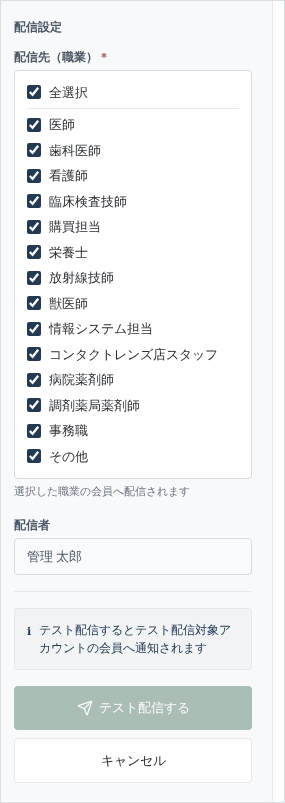 配信設定
配信先（職業） *
全選択
医師
歯科医師
看護師
臨床検査技師
購買担当
栄養士
放射線技師
獣医師
情報システム担当
コンタクトレンズ店スタッフ
病院薬剤師
調剤薬局薬剤師
事務職
その他
選択した職業の会員へ配信されます
配信者
管理 太郎
i テスト配信するとテスト配信対象ア
カウントの会員へ通知されます
テスト配信する
キャンセル